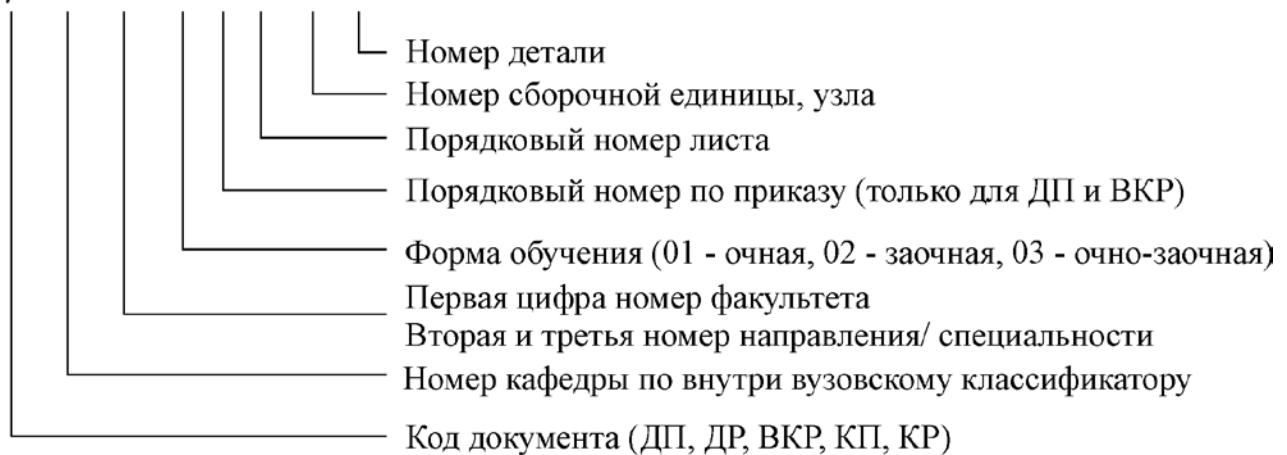 Номер детали
Номер сборочной единицы, узла
Порядковый номер листа
Порядковый номер по приказу (только для ДП и ВКР)
Форма обучения (01 - очная, 02 - заочная, 03 - очно-заочная)
Первая цифра номер факультета
Вторая и третья номер направления/ специальности
Номер кафедры по внутри вузовскому классификатору
Код документа (ДП, ДР, ВКР, КП, КР)